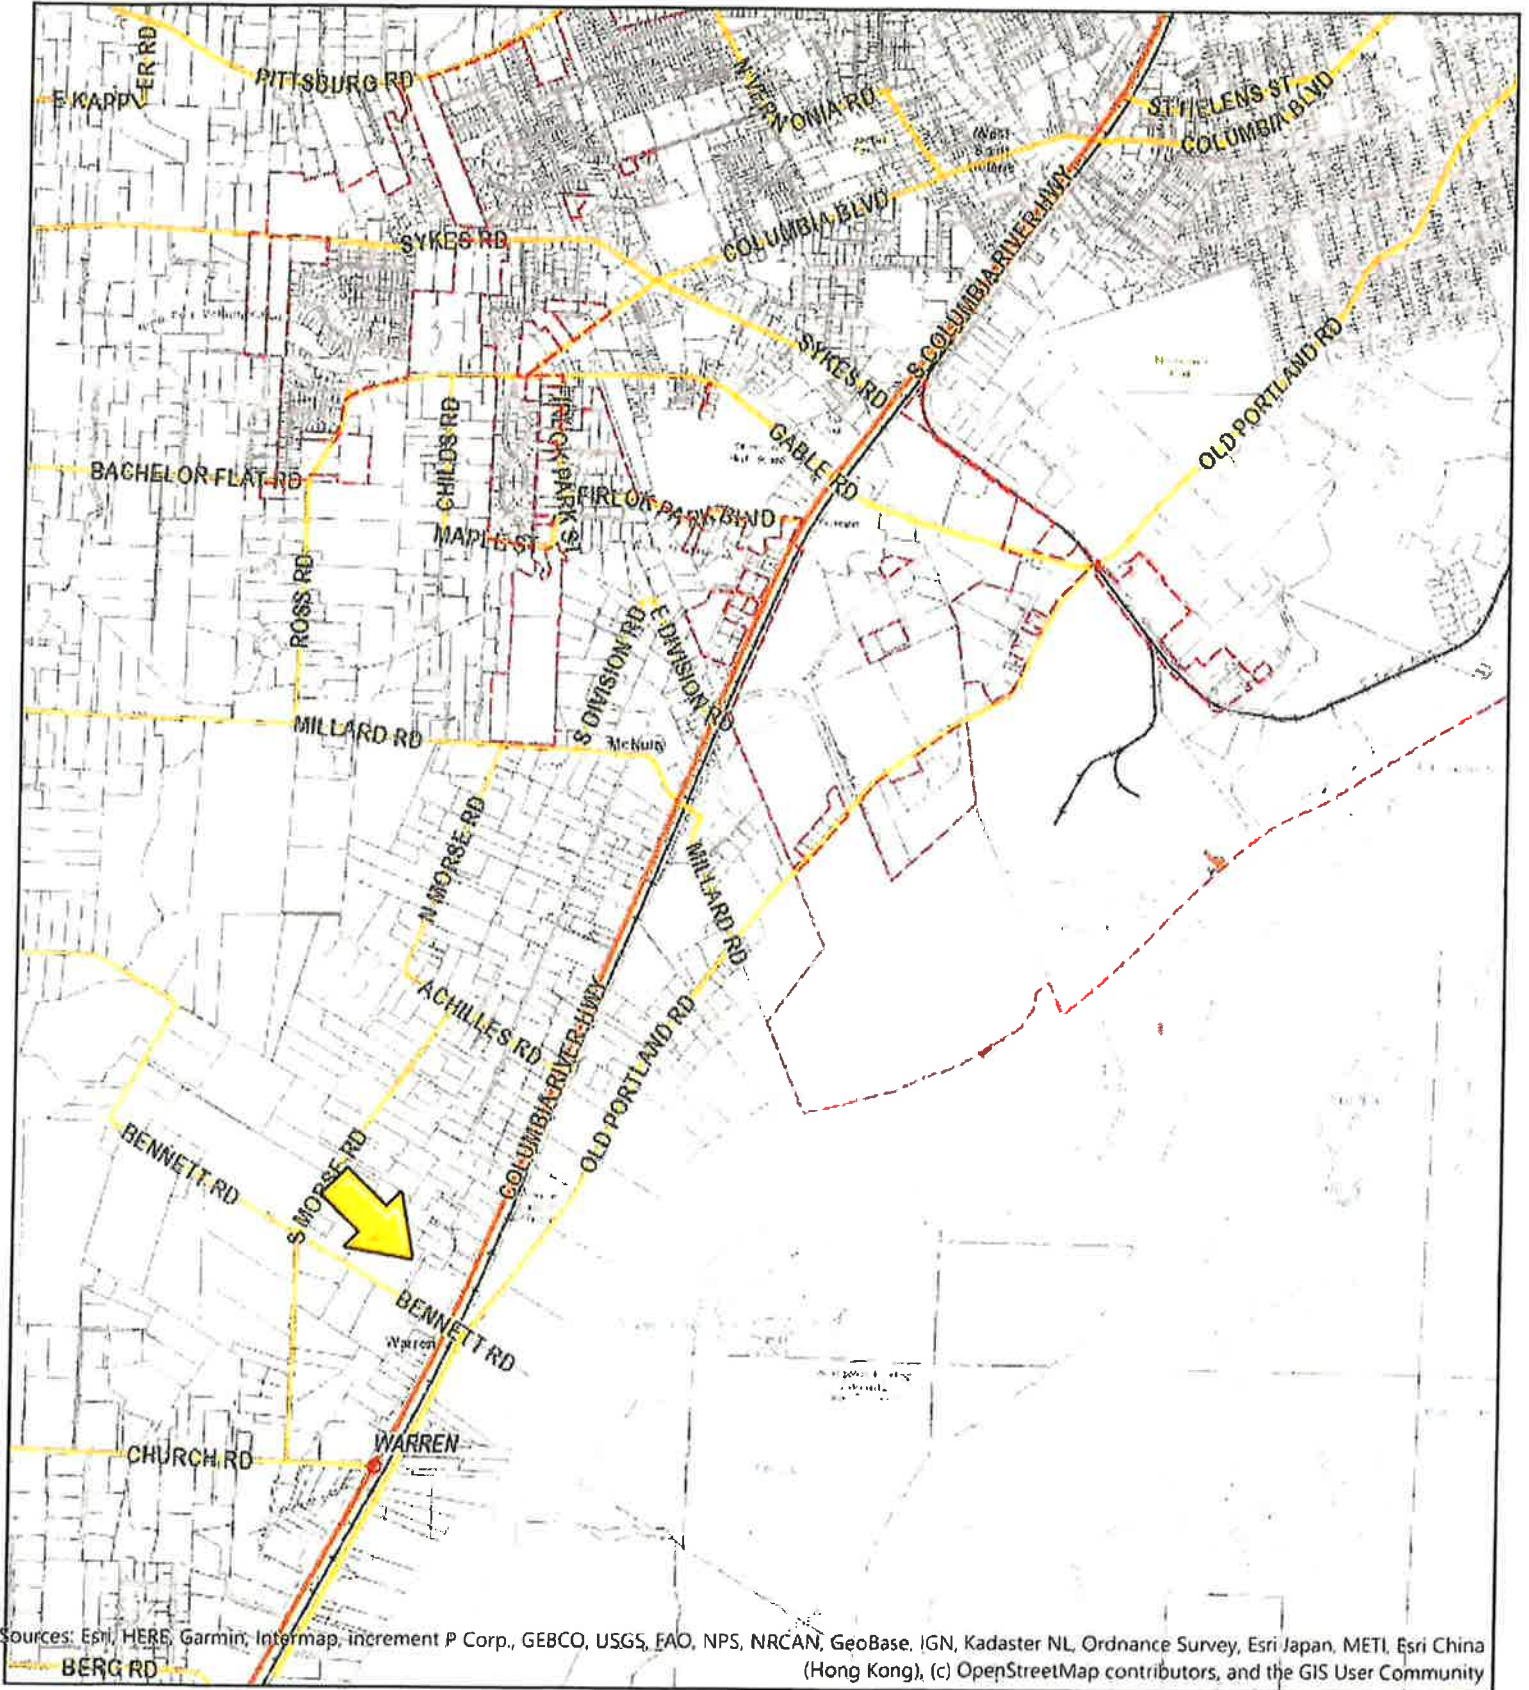 ER RD
PITTSBURG RD
E KAPP
N VERNONIA RD
ST HELENS ST
COLUMBIA BLVD
SYKES RD
COLUMBIA BLVD
S COLUMBIA RIVER HWY
SYKES RD
OLD PORTLAND RD
CHILDS RD
FIRLOK PARK ST
GABLE RD
BACHELOR FLAT RD
FIRLOK PARK BLVD
MAPLE ST
ROSS RD
S DIVISION RD
E DIVISION RD
MILLARD RD
McNulty
N MORSE RD
MILLARD RD
ACHILLES RD
COLUMBIA RIVER HWY
OLD PORTLAND RD
BENNETT RD
S MORSE RD
BENNETT RD
Warren
WARREN
CHURCH RD
Sources: Esri, HERE, Garmin, Intermap, increment P Corp., GEBCO, USGS, FAO, NPS, NRCAN, GeoBase, IGN, Kadaster NL, Ordnance Survey, Esri Japan, METI, Esri China
(Hong Kong), (c) OpenStreetMap contributors, and the GIS User Community
BERG RD